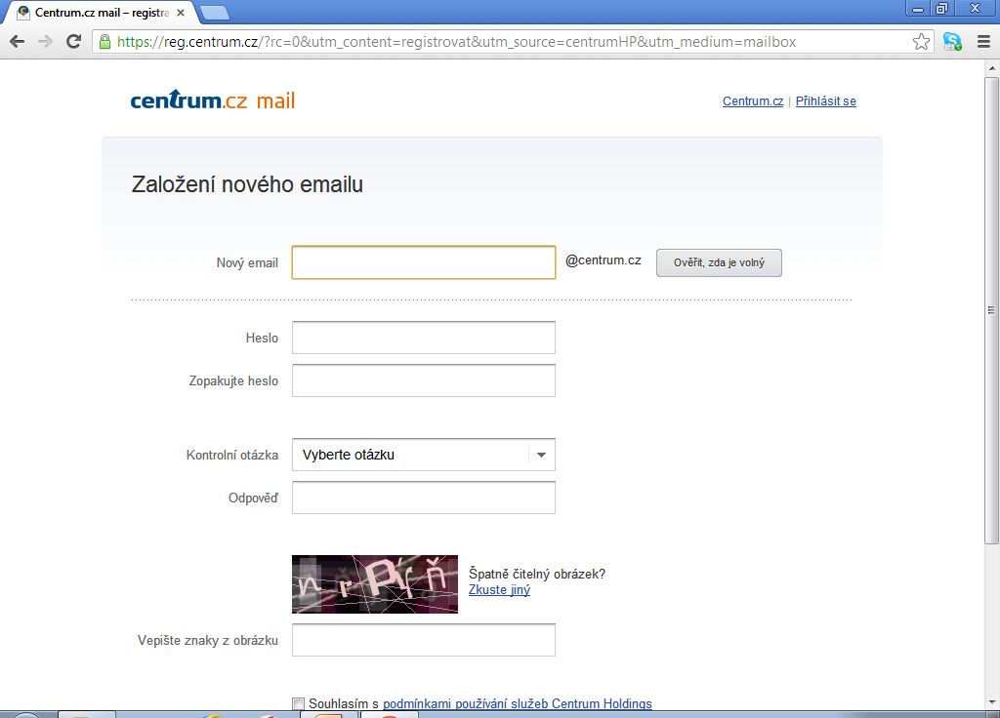 Centrum.cz mail – registra
https://reg.centrum.cz/?rc=0&utm_content=registrovat&utm_source=centrumHP&utm_medium=mailbox
centrum.cz mail
Centrum.cz | Přihlásit se
Založení nového emailu
Nový email @centrum.cz Ověřit, zda je volný
Heslo
Zopakujte heslo
Kontrolní otázka Vyberte otázku
Odpověď
Špatně čitelný obrázek?
Zkuste jiný
Vepište znaky z obrázku
Souhlasím s podmínkami používání služeb Centrum Holdings